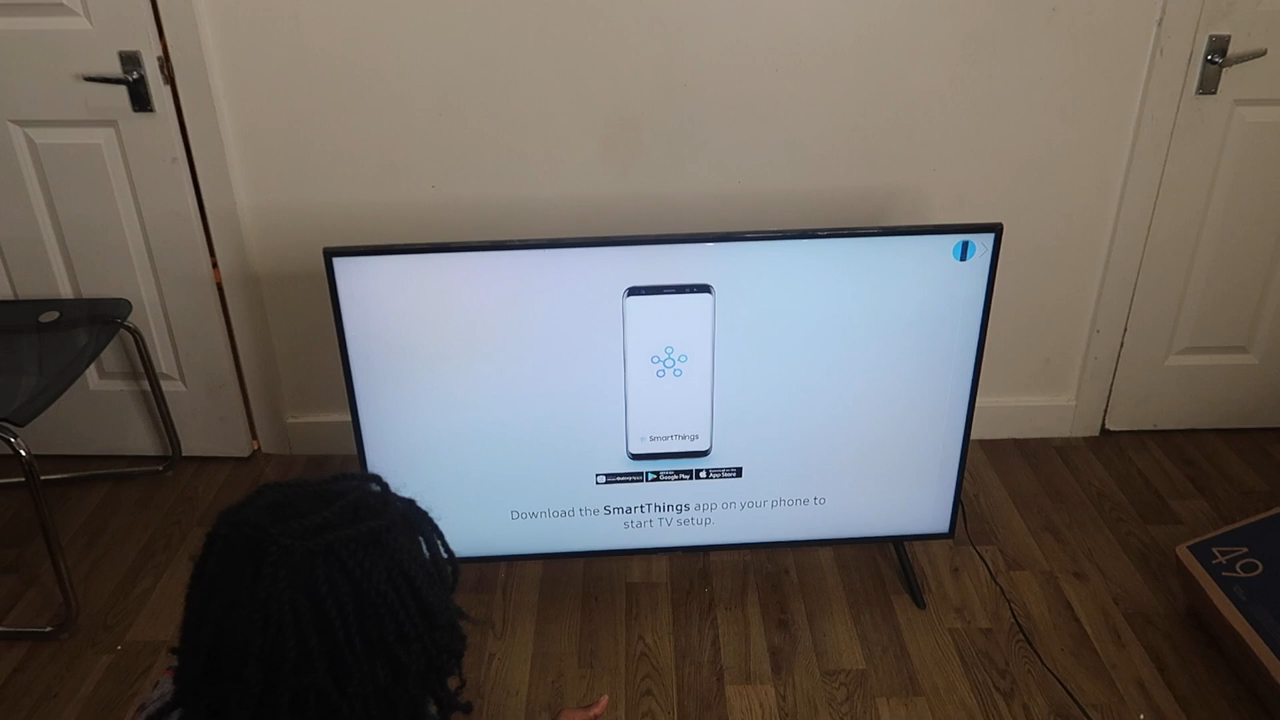 SmartThings
Google Play
App Store
Download the SmartThings app on your phone to
start TV setup.
49